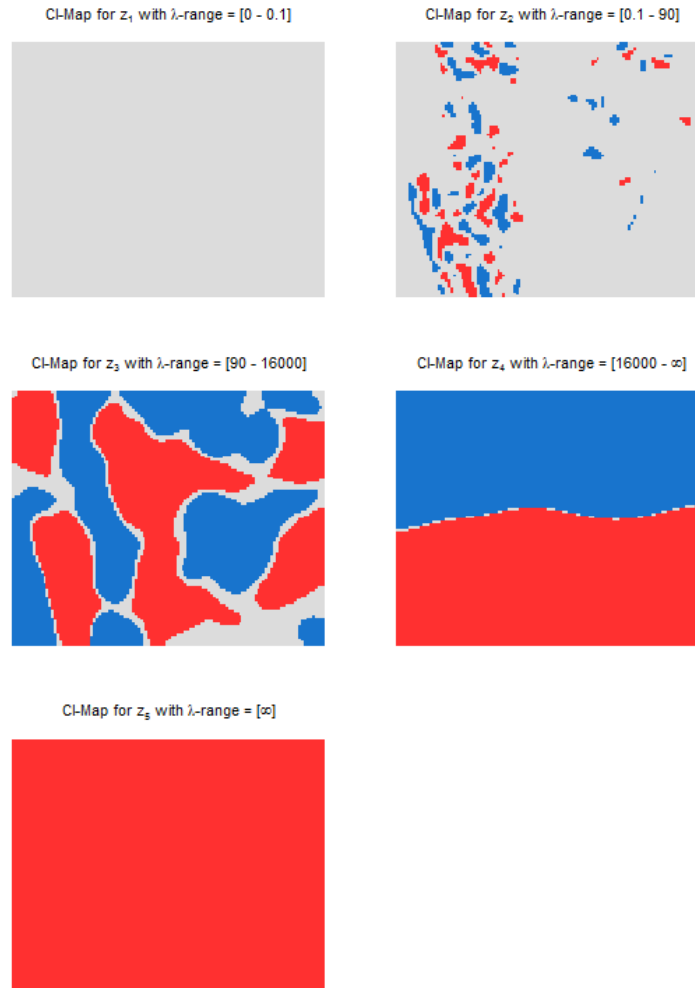 CI-Map for z₁ with λ-range = [0 - 0.1]
CI-Map for z₂ with λ-range = [0.1 - 90]
CI-Map for z₃ with λ-range = [90 - 16000]
CI-Map for z₄ with λ-range = [16000 - ∞]
CI-Map for z₅ with λ-range = [∞]